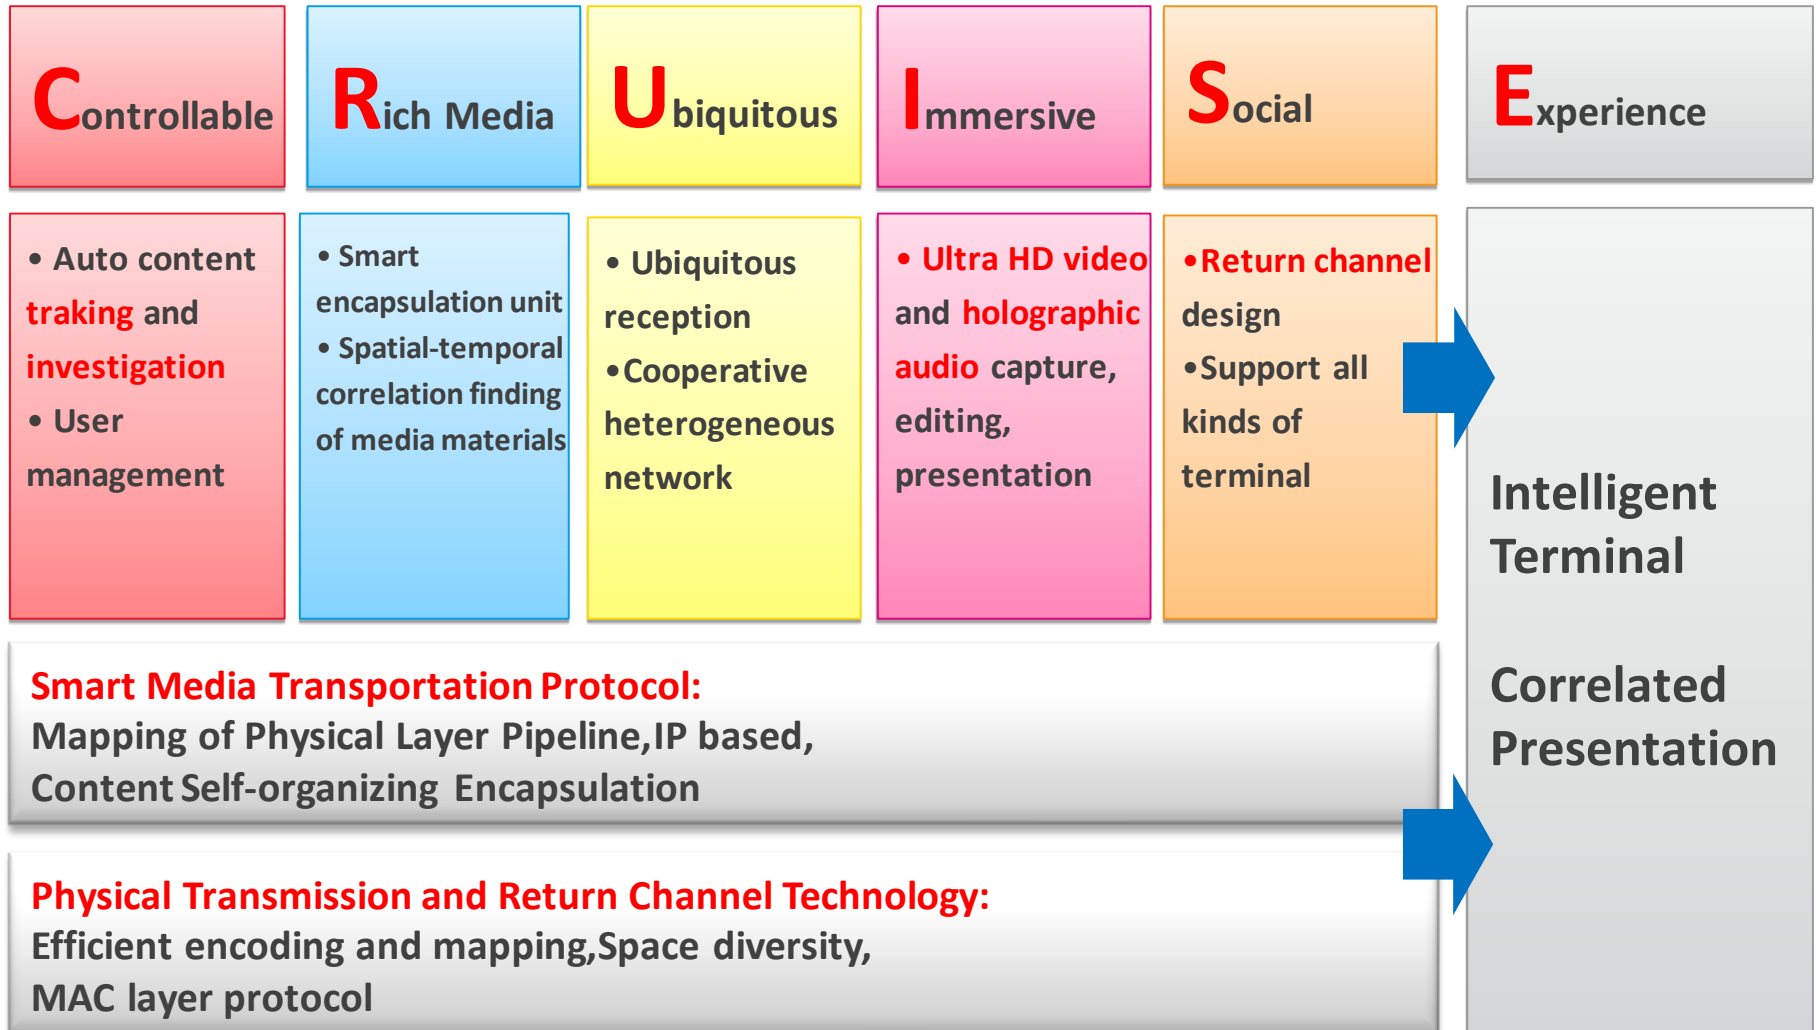 Controllable
Rich Media
Ubiquitous
Immersive
Social
Experience
• Auto content
traking and
investigation
• User
management
• Smart
encapsulation unit
• Spatial-temporal
correlation finding
of media materials
• Ubiquitous
reception
•Cooperative
heterogeneous
network
• Ultra HD video
and holographic
audio capture,
editing,
presentation
•Return channel
design
•Support all
kinds of
terminal
Intelligent
Terminal
Correlated
Presentation
Smart Media Transportation Protocol:
Mapping of Physical Layer Pipeline,IP based,
Content Self-organizing Encapsulation
Physical Transmission and Return Channel Technology:
Efficient encoding and mapping,Space diversity,
MAC layer protocol